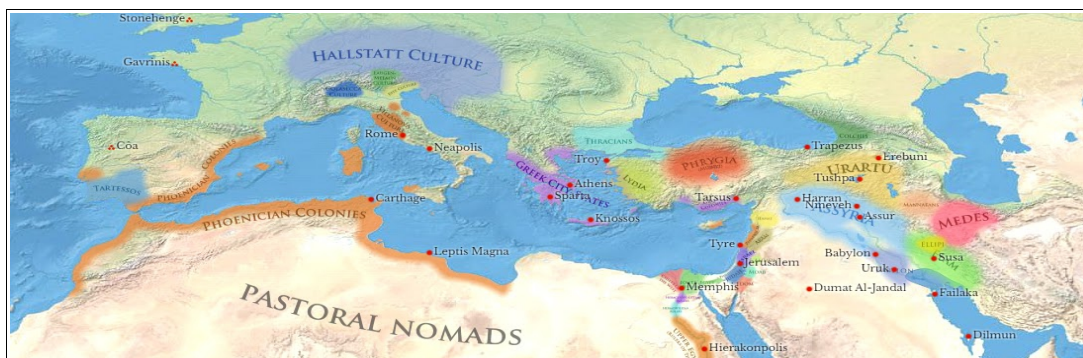 Stonehenge
HALLSTATT CULTURE
Gavrinis
COLCHIS
THRACIANS
Rome
Trapezus
Côa
Neapolis
Erebuni
Troy
PHRYGIA
URARTU
PHOENICIAN COLONIES
LYDIA
Tushpa
TARTESSOS
GREEK CITY STATES
Athens
Sparta
Tarsus
Harran
Nineveh
MEDES
Carthage
ASSYRIA
PHOENICIAN COLONIES
Knossos
Assur
Tyre
ELLIPI
Leptis Magna
Babylon
Susa
Jerusalem
Uruk
Memphis
Dumat Al-Jandal
Failaka
PASTORAL NOMADS
Dilmun
Hierakonpolis